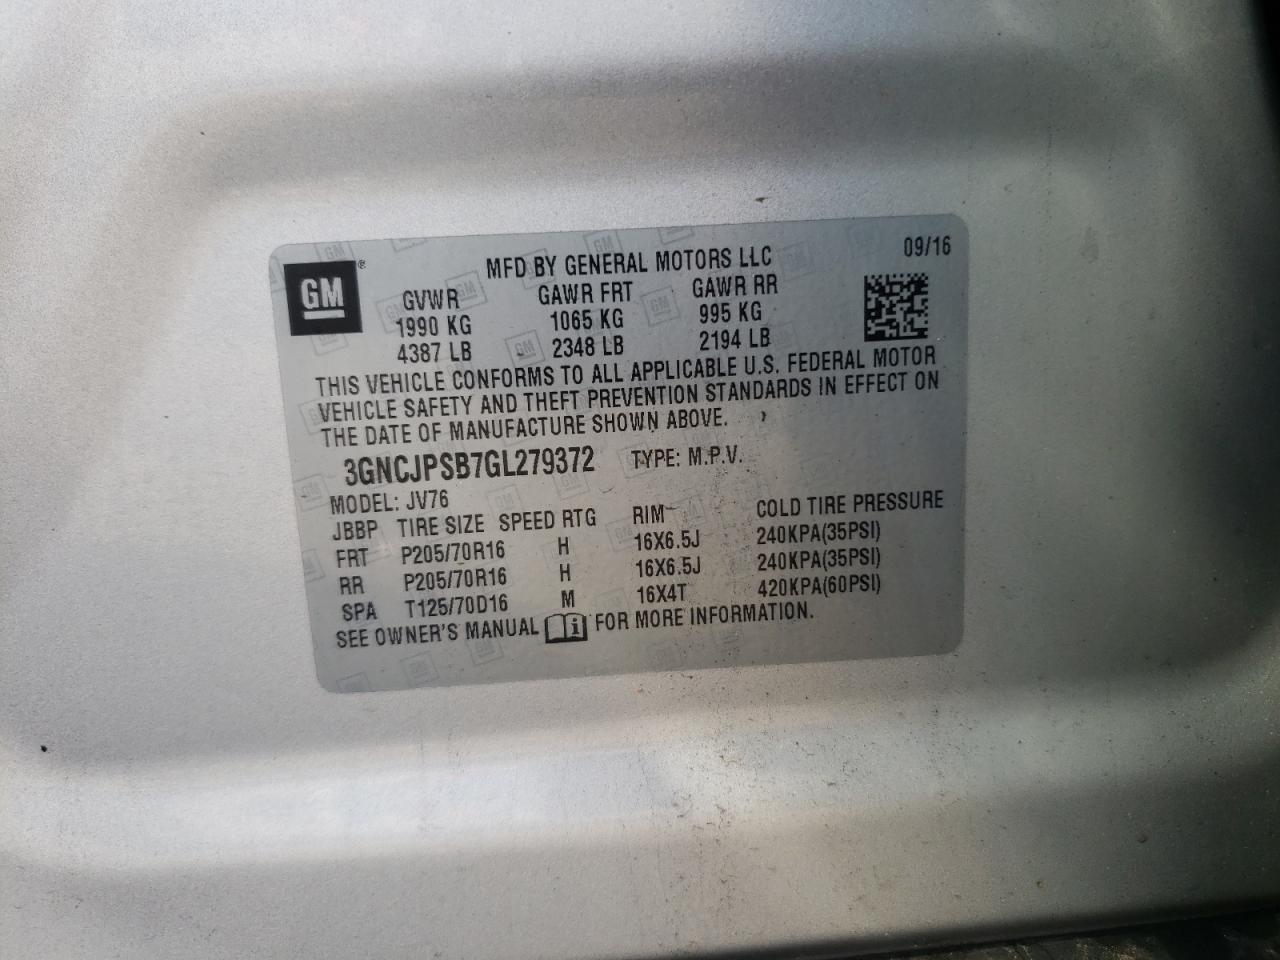 GM®
MFD BY GENERAL MOTORS LLC 09/16
GVWR GAWR FRT GAWR RR
1990 KG 1065 KG 995 KG
4387 LB 2348 LB 2194 LB
THIS VEHICLE CONFORMS TO ALL APPLICABLE U.S. FEDERAL MOTOR
VEHICLE SAFETY AND THEFT PREVENTION STANDARDS IN EFFECT ON
THE DATE OF MANUFACTURE SHOWN ABOVE.
3GNCJPSB7GL279372 TYPE: M.P.V.
MODEL: JV76
JBBP TIRE SIZE SPEED RTG RIM COLD TIRE PRESSURE
FRT P205/70R16 H 16X6.5J 240KPA(35PSI)
RR P205/70R16 H 16X6.5J 240KPA(35PSI)
SPA T125/70D16 M 16X4T 420KPA(60PSI)
SEE OWNER'S MANUAL i FOR MORE INFORMATION.